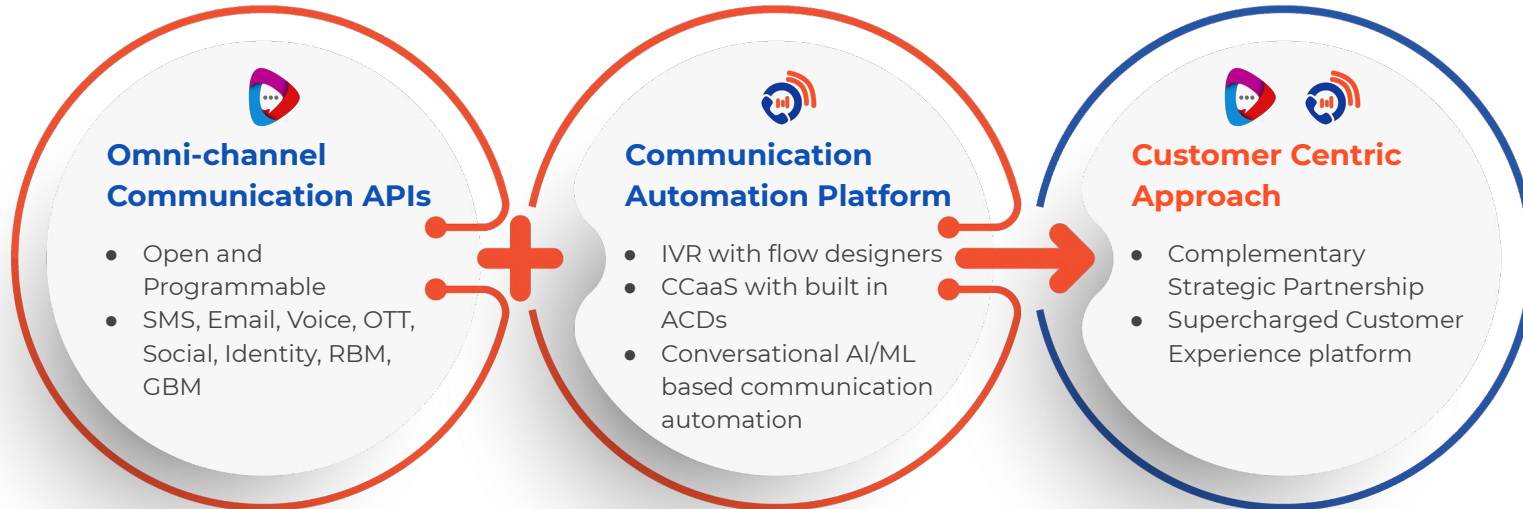 Omni-channel
Communication APIs
● Open and
Programmable
● SMS, Email, Voice, OTT,
Social, Identity, RBM,
GBM
Communication
Automation Platform
● IVR with flow designers
● CCaaS with built in
ACDs
● Conversational AI/ML
based communication
automation
Customer Centric
Approach
● Complementary
Strategic Partnership
● Supercharged Customer
Experience platform